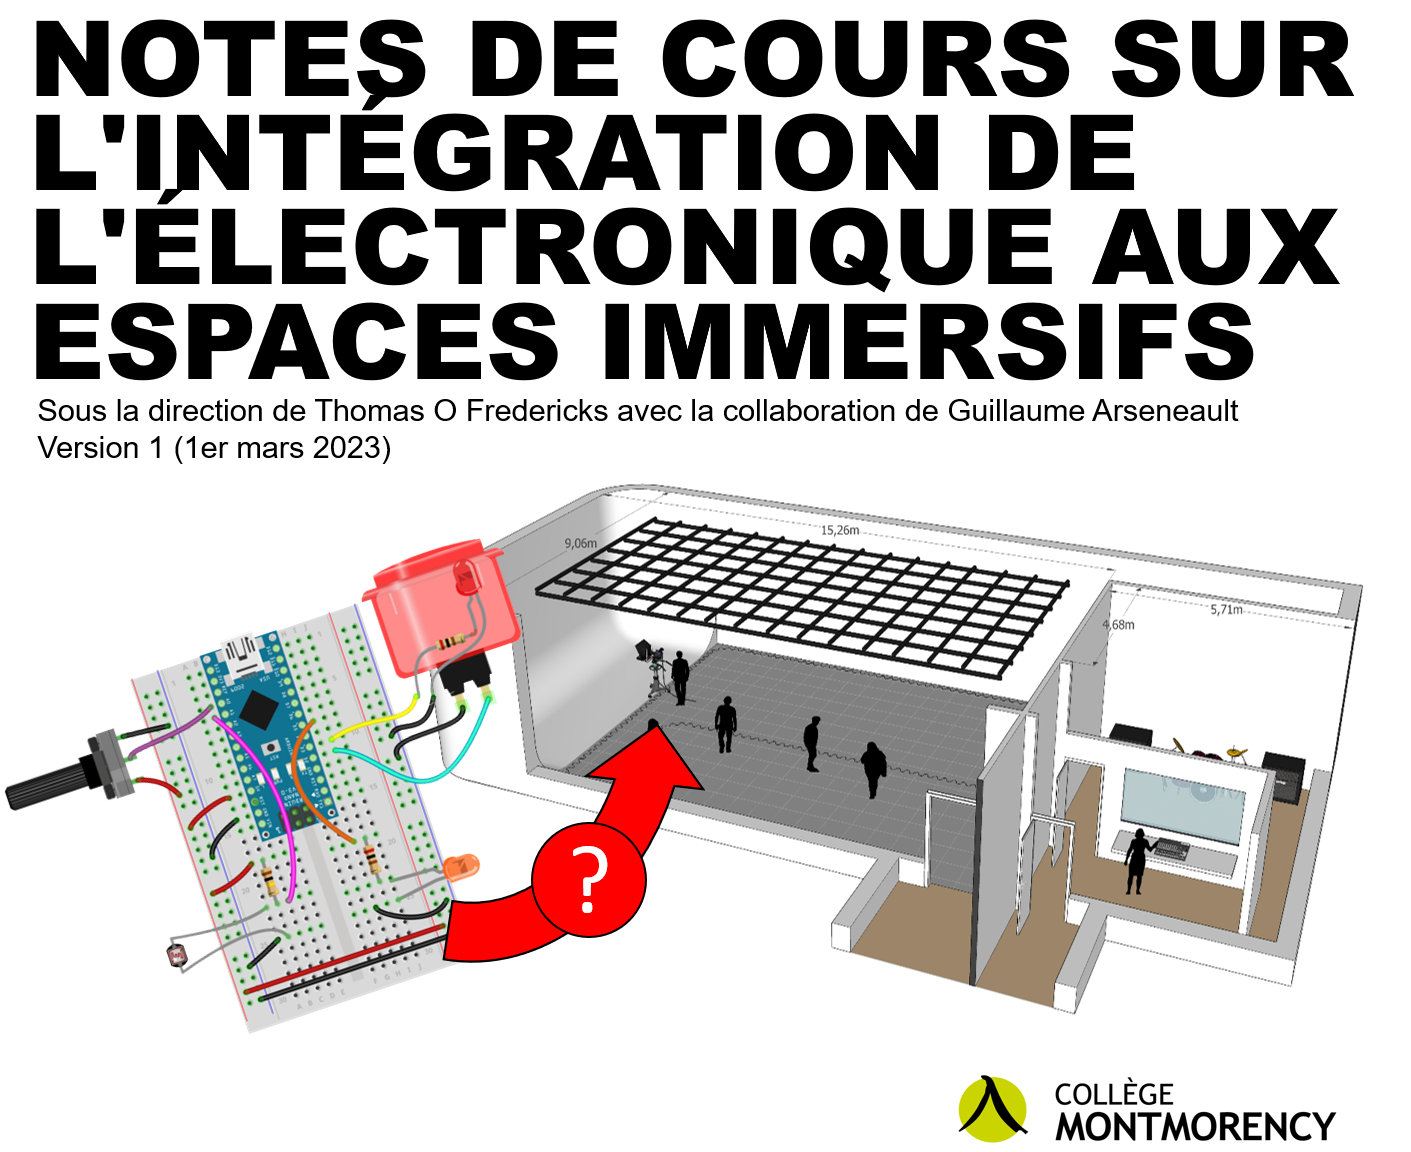 NOTES DE COURS SUR
L'INTÉGRATION DE
L'ÉLECTRONIQUE AUX
ESPACES IMMERSIFS
Sous la direction de Thomas O Fredericks avec la collaboration de Guillaume Arseneault
Version 1 (1er mars 2023)
15,26m
9,06m
5,71m
4,68m
?
COLLÈGE
MONTMORENCY